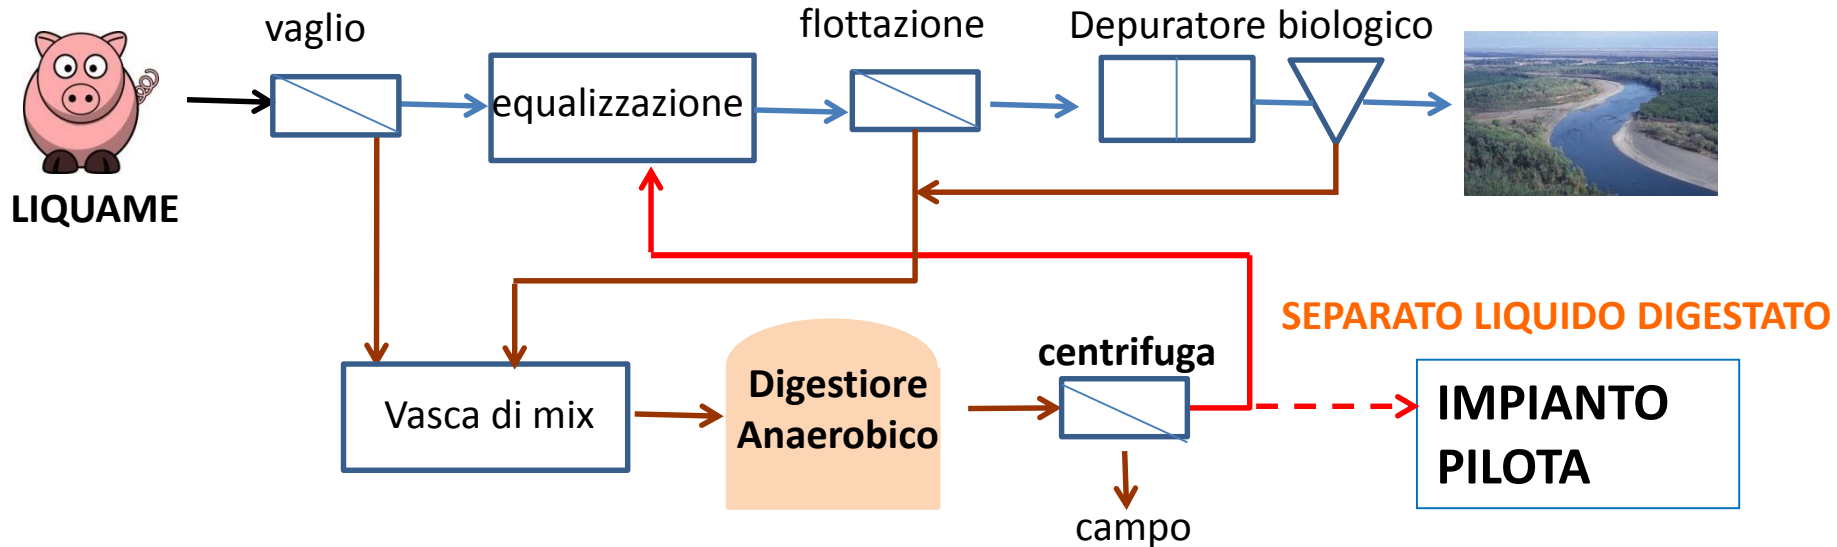 vaglio
flottazione
Depuratore biologico
equalizzazione
LIQUAME
SEPARATO LIQUIDO DIGESTATO
centrifuga
Vasca di mix
Digestiore
Anaerobico
IMPIANTO
PILOTA
campo